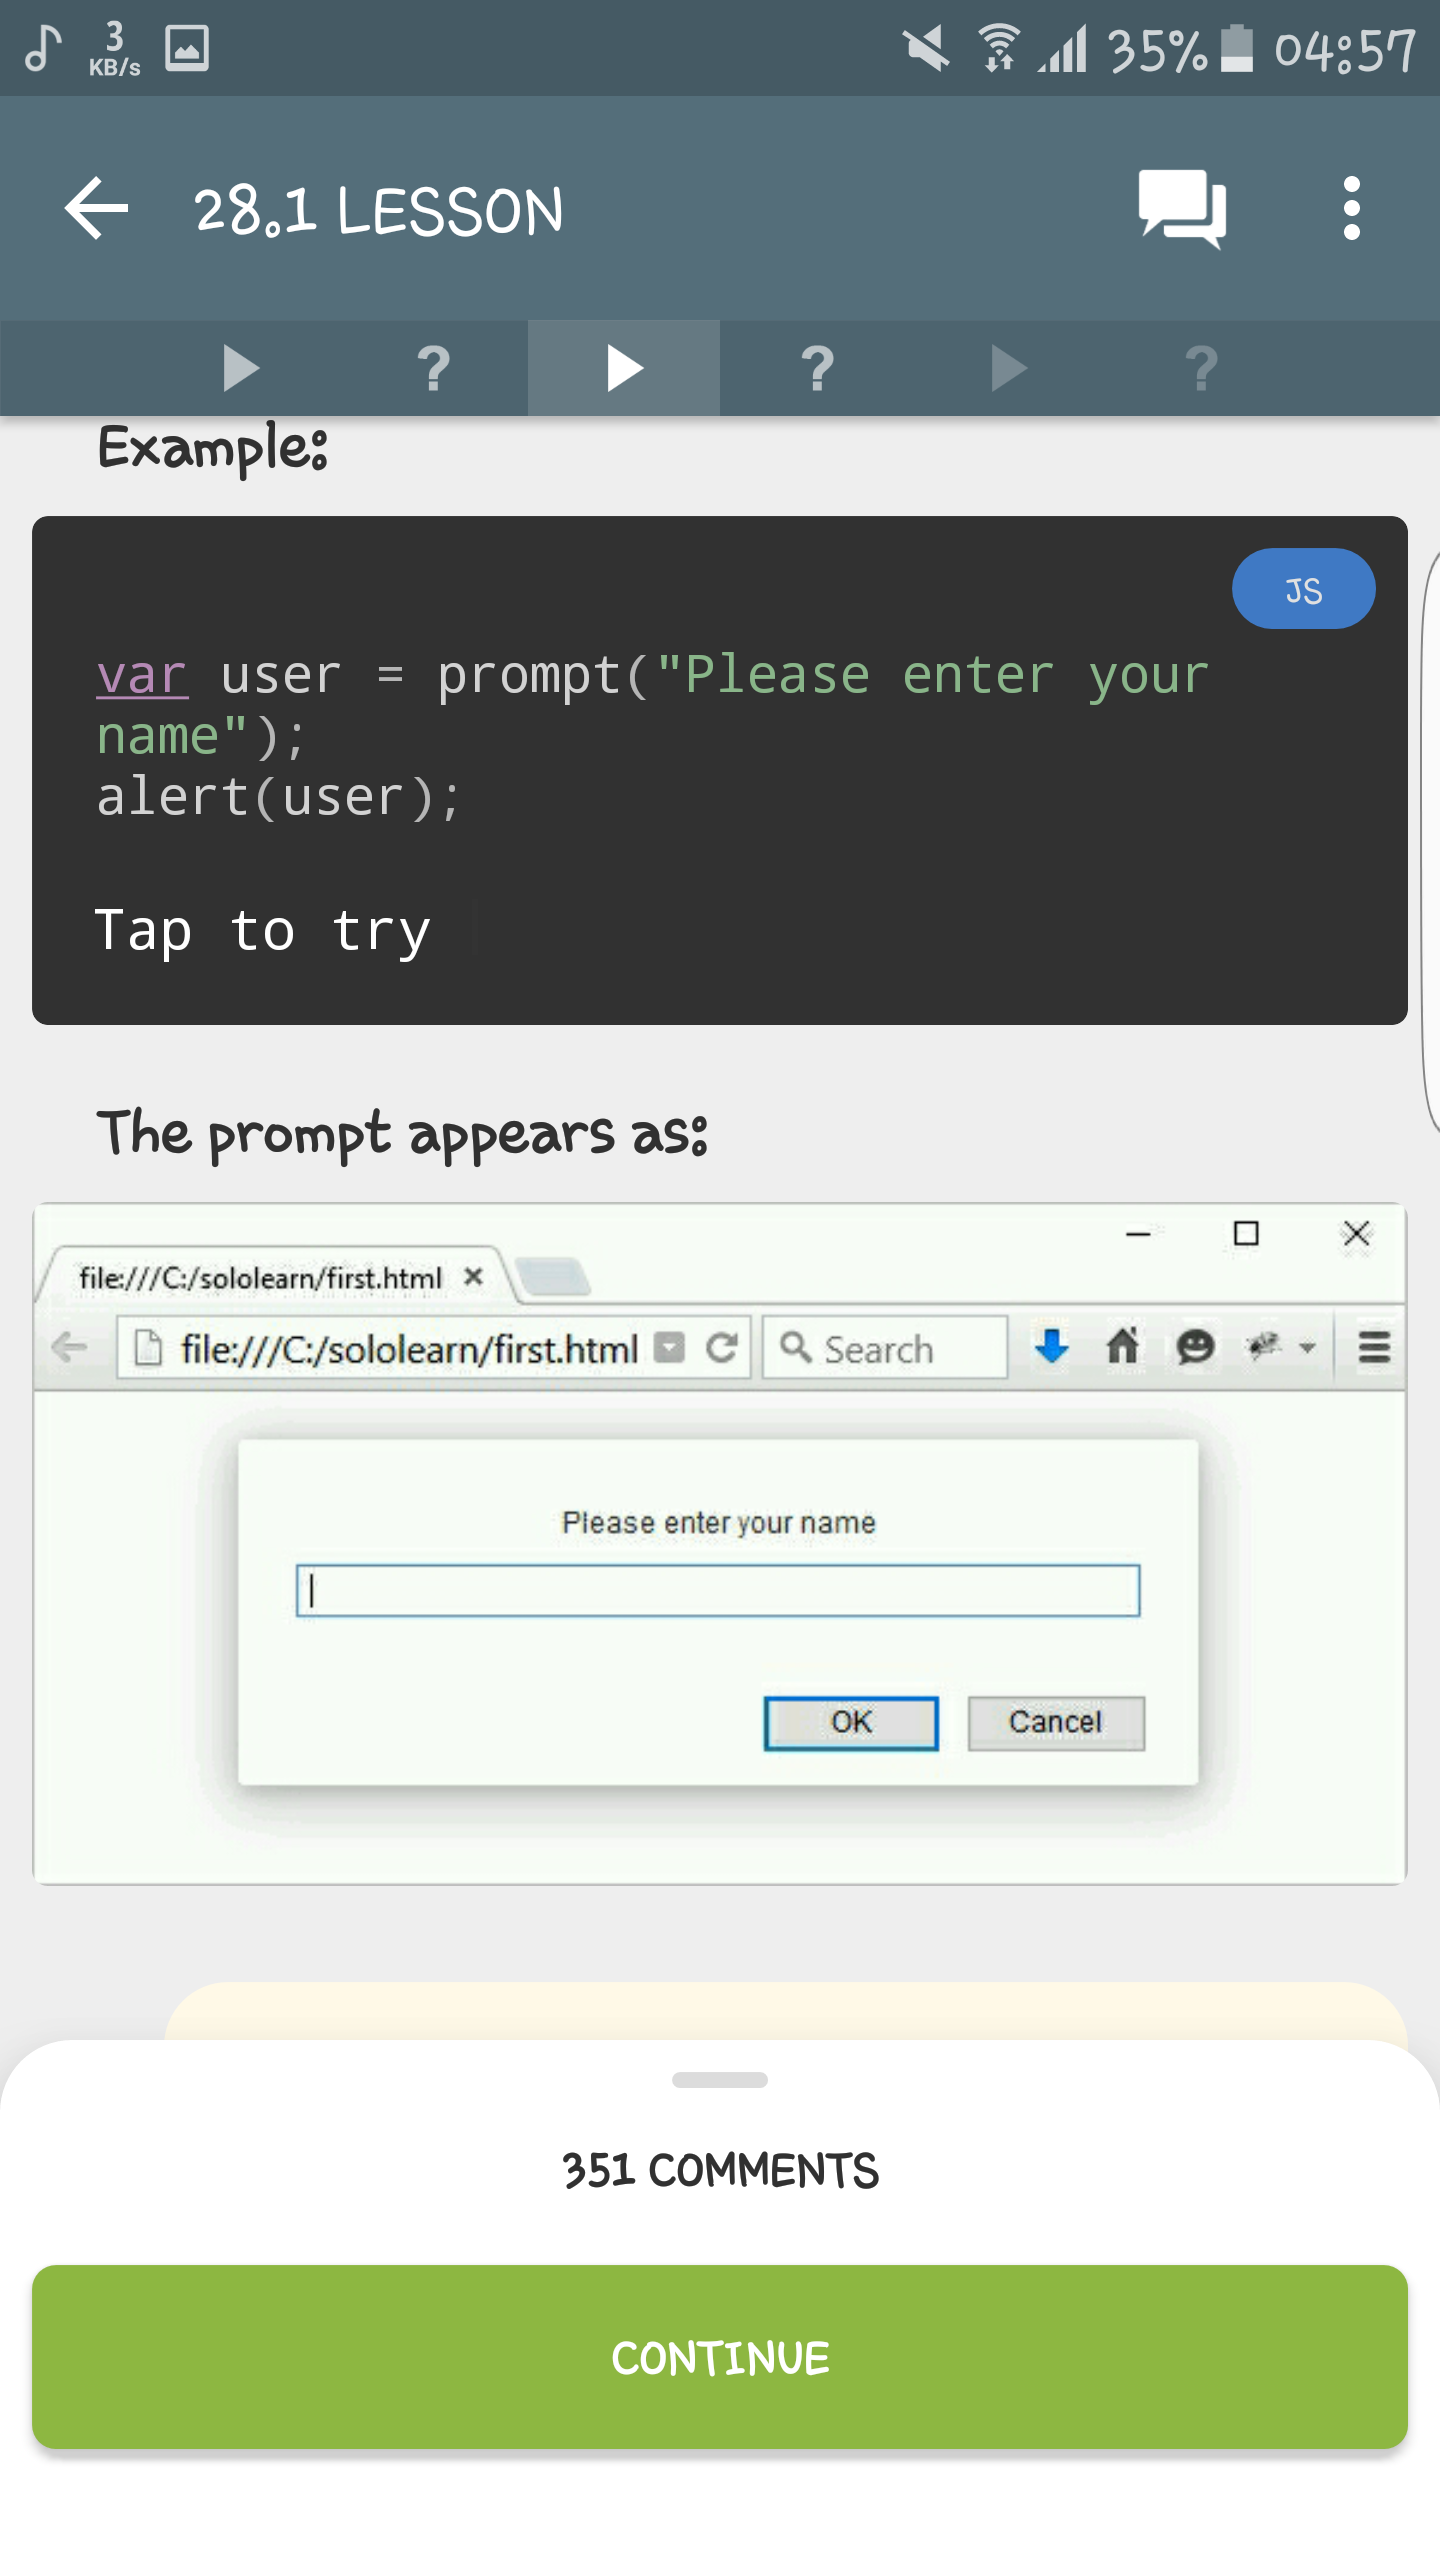 3
KB/s
35% 04:57
28.1 LESSON
? ? ?
Example:
JS
var user = prompt("Please enter your
name");
alert(user);
Tap to try
The prompt appears as:
file:///C:/sololearn/first.html
file:///C:/sololearn/first.html Search
Please enter your name
OK Cancel
351 COMMENTS
CONTINUE